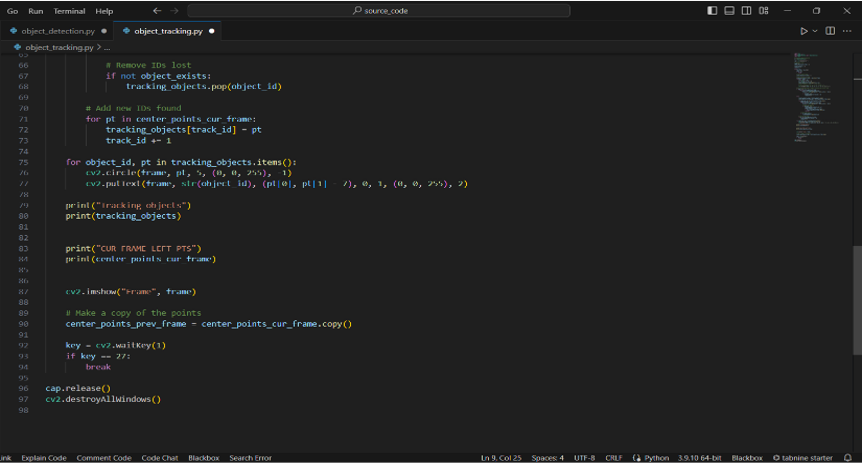 Go Run Terminal Help source_code
object_detection.py object_tracking.py
object_tracking.py > ...
65
66 # Remove IDs lost
67 if not object_exists:
68 tracking_objects.pop(object_id)
69
70 # Add new IDs found
71 for pt in center_points_cur_frame:
72 tracking_objects[track_id] = pt
73 track_id += 1
74
75 for object_id, pt in tracking_objects.items():
76 cv2.circle(frame, pt, 5, (0, 0, 255), -1)
77 cv2.putText(frame, str(object_id), (pt[0], pt[1] - 7), 0, 1, (0, 0, 255), 2)
78
79 print("Tracking objects")
80 print(tracking_objects)
81
82
83 print("CUR FRAME LEFT PTS")
84 print(center_points_cur_frame)
85
86
87 cv2.imshow("Frame", frame)
88
89 # Make a copy of the points
90 center_points_prev_frame = center_points_cur_frame.copy()
91
92 key = cv2.waitKey(1)
93 if key == 27:
94 break
95
96 cap.release()
97 cv2.destroyAllWindows()
98
ink Explain Code Comment Code Code Chat Blackbox Search Error Ln 9, Col 25 Spaces: 4 UTF-8 CRLF Python 3.9.10 64-bit Blackbox tabnine starter